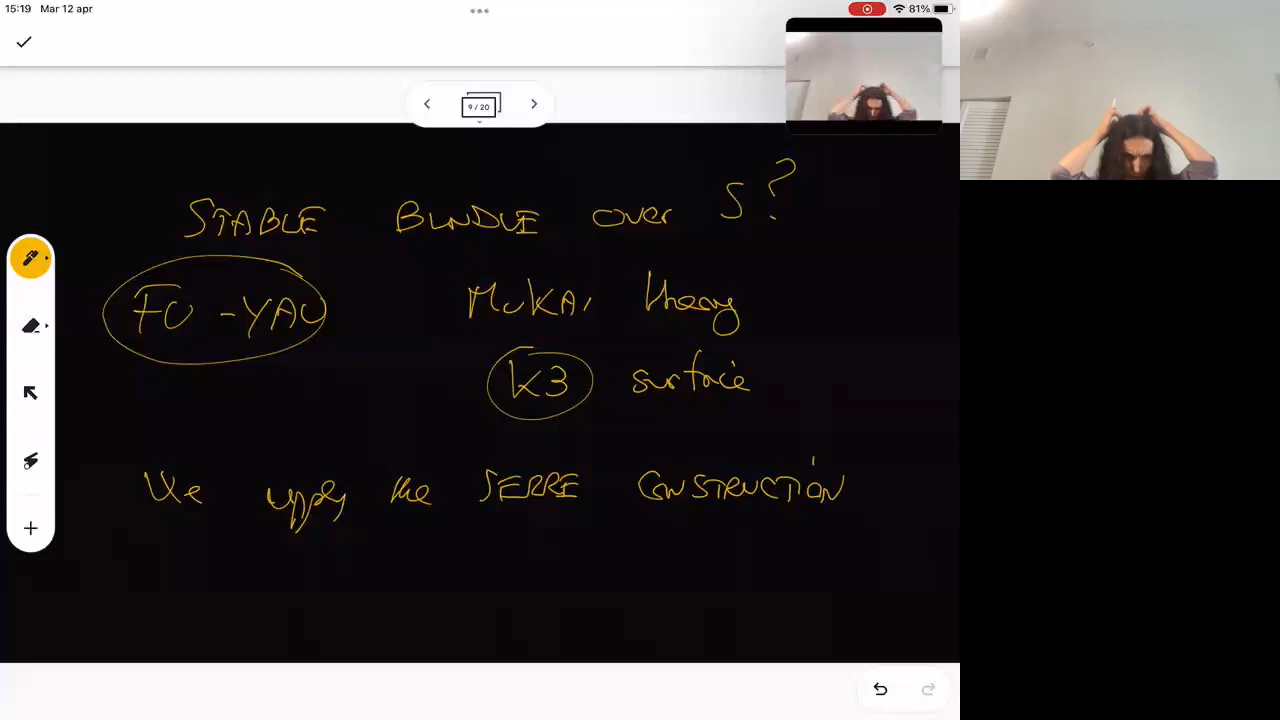 15:19 Mar 12 apr
81%
9 / 20
STABLE BUNDLE over S?
FU - YAU
MUKAI theory
K3 surface
We apply the SERRE CONSTRUCTION